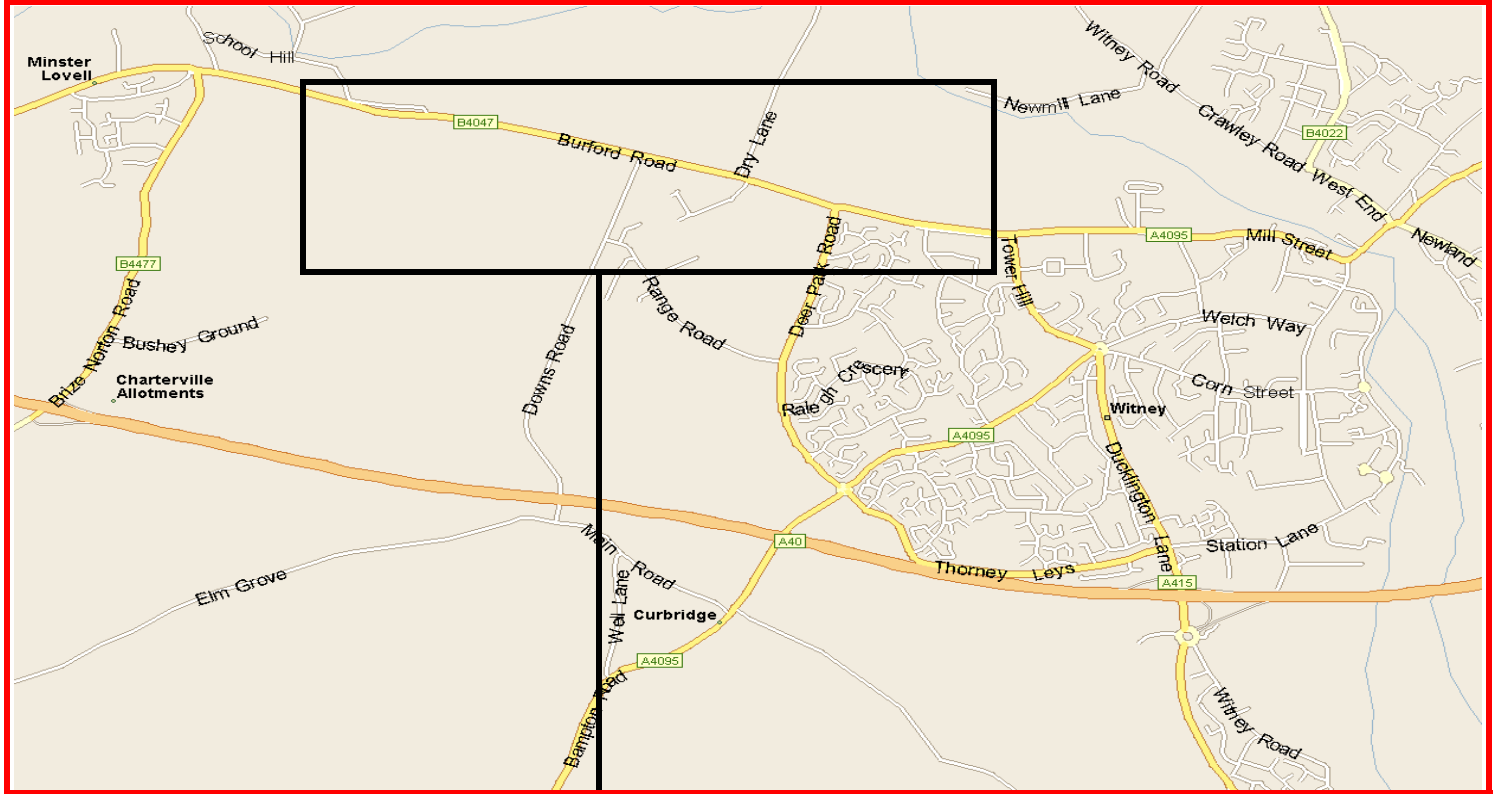 School Hill
Minster
Lovell
Witney Road
Newmill Lane
B4047
Crawley Road
B4022
Burford Road
Dry Lane
West End
Newland
A4095
Mill Street
Tower Hill
Deer Park Road
B4477
Brize Norton Road
Bushey Ground
Range Road
Welch Way
Downs Road
Charterville
Allotments
Raleigh Crescent
Corn Street
Witney
A4095
Ducklington Lane
Main Road
A40
Station Lane
Thorney Leys
A415
Elm Grove
Well Lane
Curbridge
A4095
Bampton Road
Witney Road